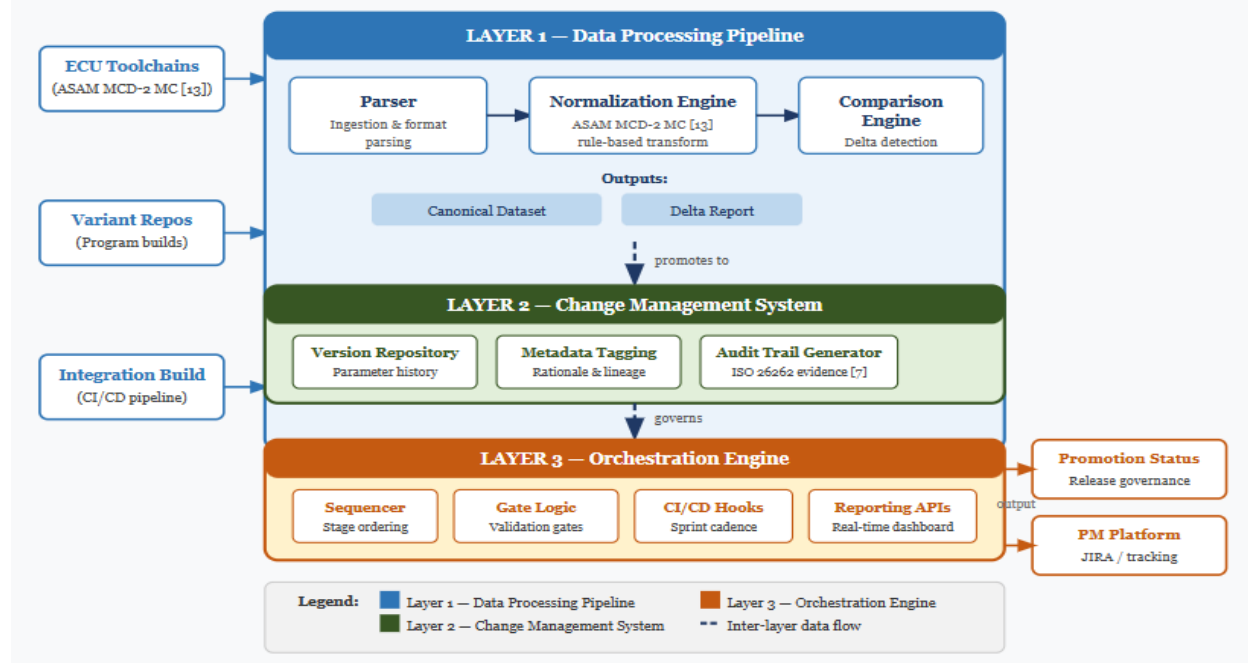 LAYER 1 — Data Processing Pipeline
ECU Toolchains
(ASAM MCD-2 MC [13])
Parser
Ingestion & format
parsing
Normalization Engine
ASAM MCD-2 MC [13]
rule-based transform
Comparison
Engine
Delta detection
Outputs:
Canonical Dataset
Delta Report
Variant Repos
(Program builds)
promotes to
LAYER 2 — Change Management System
Version Repository
Parameter history
Metadata Tagging
Rationale & lineage
Audit Trail Generator
ISO 26262 evidence [7]
Integration Build
(CI/CD pipeline)
governs
LAYER 3 — Orchestration Engine
Sequencer
Stage ordering
Gate Logic
Validation gates
CI/CD Hooks
Sprint cadence
Reporting APIs
Real-time dashboard
Promotion Status
Release governance
output
PM Platform
JIRA / tracking
Legend:
Layer 1 — Data Processing Pipeline
Layer 3 — Orchestration Engine
Layer 2 — Change Management System
Inter-layer data flow